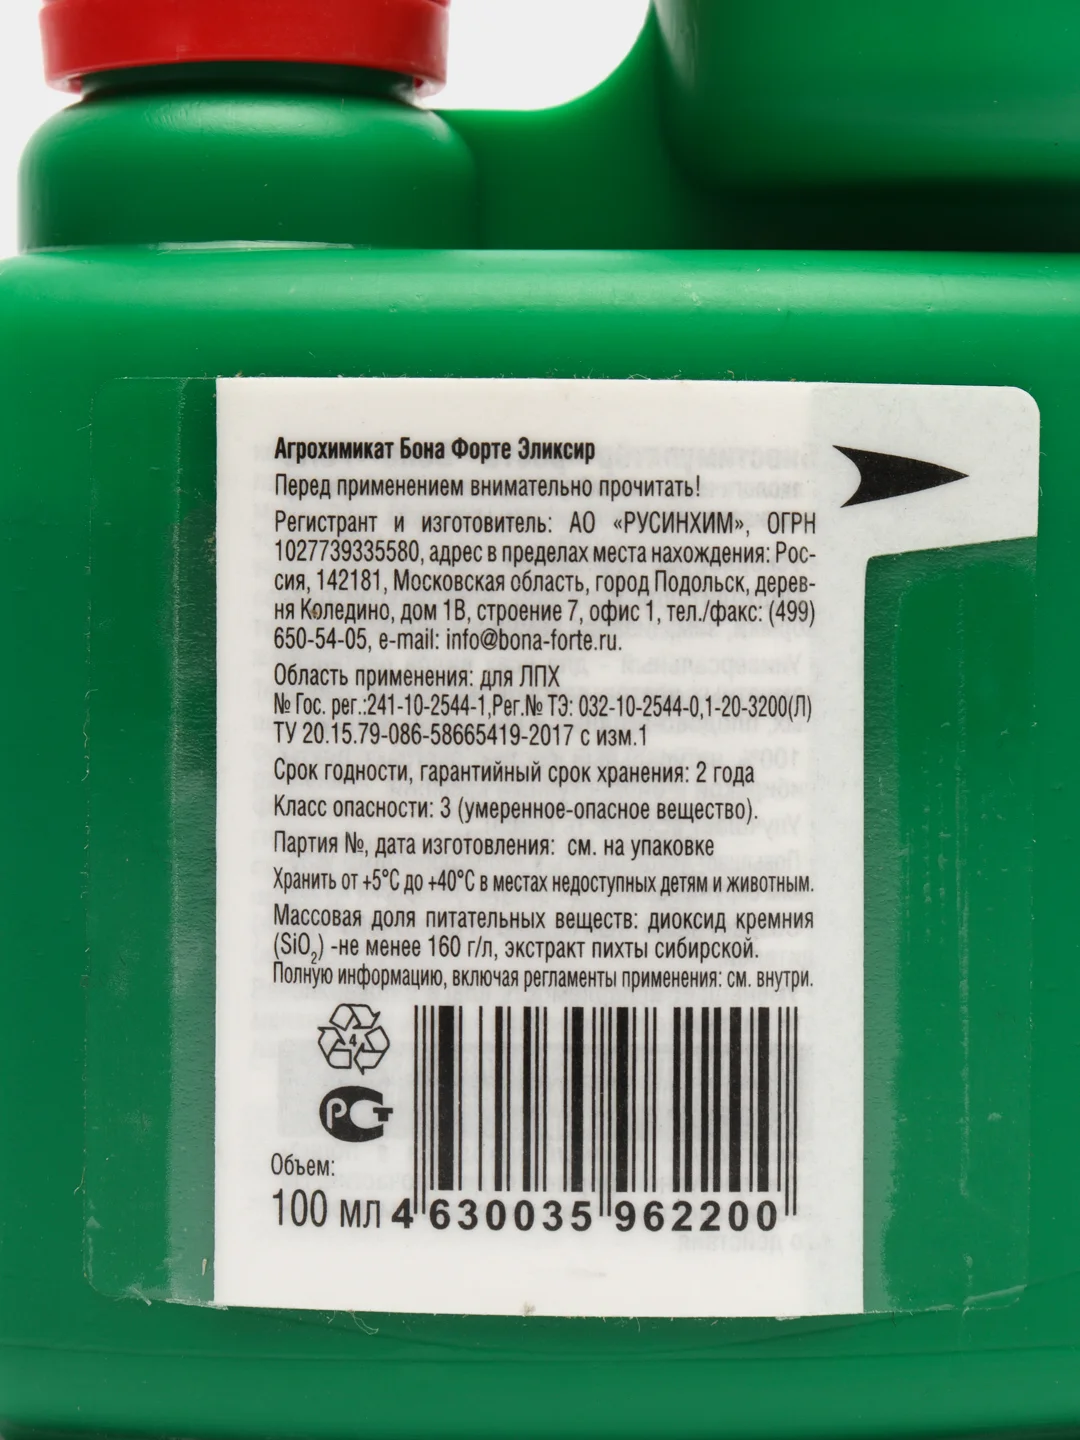 Агрохимикат Бона Форте Эликсир
Перед применением внимательно прочитать!
Регистрант и изготовитель: АО «РУСИНХИМ», ОГРН
1027739335580, адрес в пределах места нахождения: Рос-
сия, 142181, Московская область, город Подольск, дерев-
ня Коледино, дом 1В, строение 7, офис 1, тел./факс: (499)
650-54-05, e-mail: info@bona-forte.ru.
Область применения: для ЛПХ
№ Гос. рег.:241-10-2544-1,Рег.№ ТЭ: 032-10-2544-0,1-20-3200(Л)
ТУ 20.15.79-086-58665419-2017 с изм.1
Срок годности, гарантийный срок хранения: 2 года
Класс опасности: 3 (умеренное-опасное вещество).
Партия №, дата изготовления: см. на упаковке
Хранить от +5°С до +40°С в местах недоступных детям и животным.
Массовая доля питательных веществ: диоксид кремния
(SiO₂) -не менее 160 г/л, экстракт пихты сибирской.
Полную информацию, включая регламенты применения: см. внутри.
4
РСТ
Объем:
100 мл 4 630035 962200